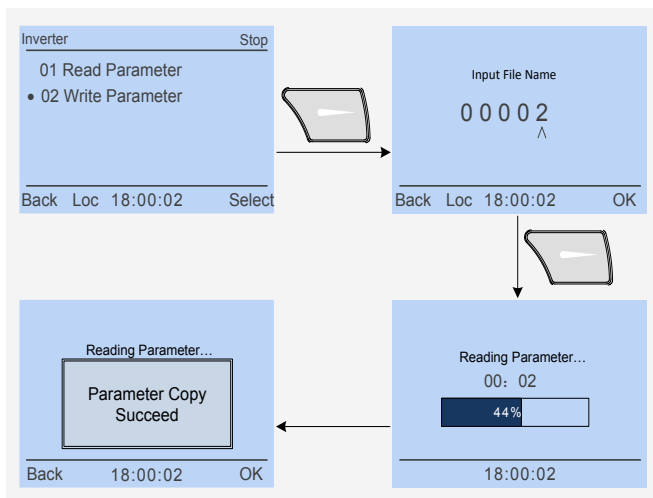 Inverter Stop
01 Read Parameter
• 02 Write Parameter
Back Loc 18:00:02 Select
Input File Name
00002
^
Back Loc 18:00:02 OK
Reading Parameter...
00: 02
44%
18:00:02
Reading Parameter...
Parameter Copy
Succeed
Back 18:00:02 OK